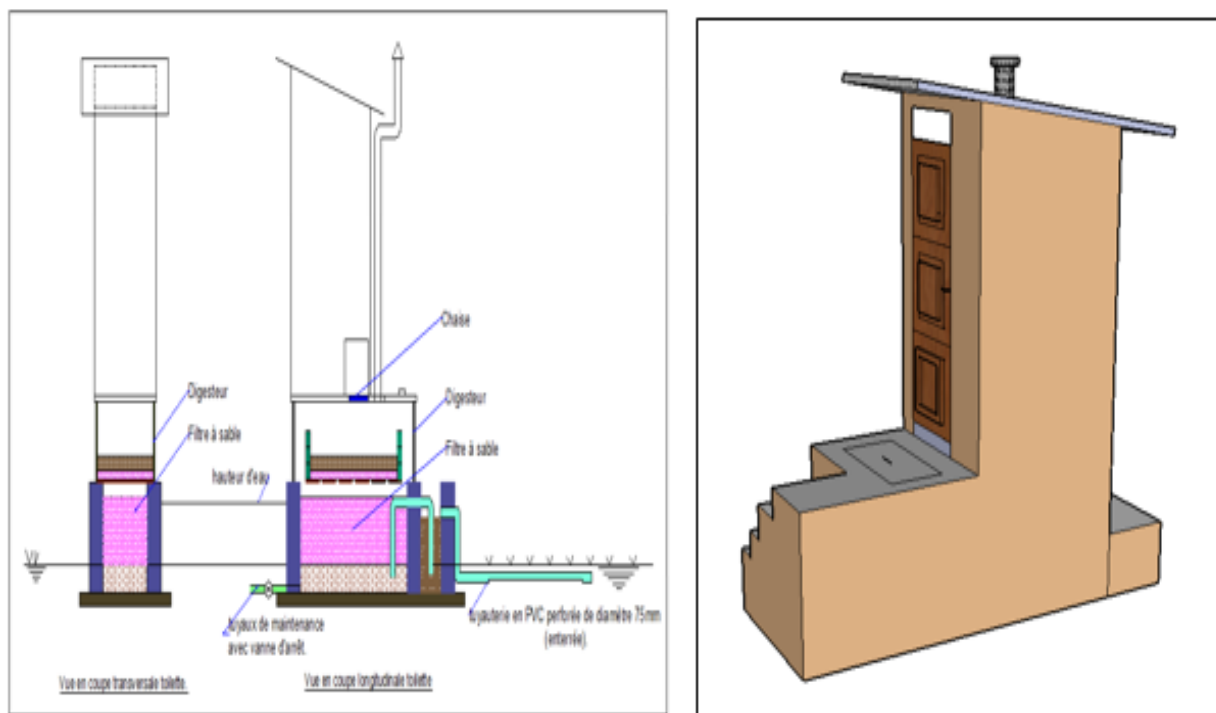 Chaise
Digesteur
Filtre à sable
hauteur d'eau
Digesteur
Filtre à sable
tuyaux de maintenance
avec vanne d'arrêt.
tuyauterie en PVC perforée de diamètre 75mm
(enterrée).
Vue en coupe transversale toilette.
Vue en coupe longitudinale toilette